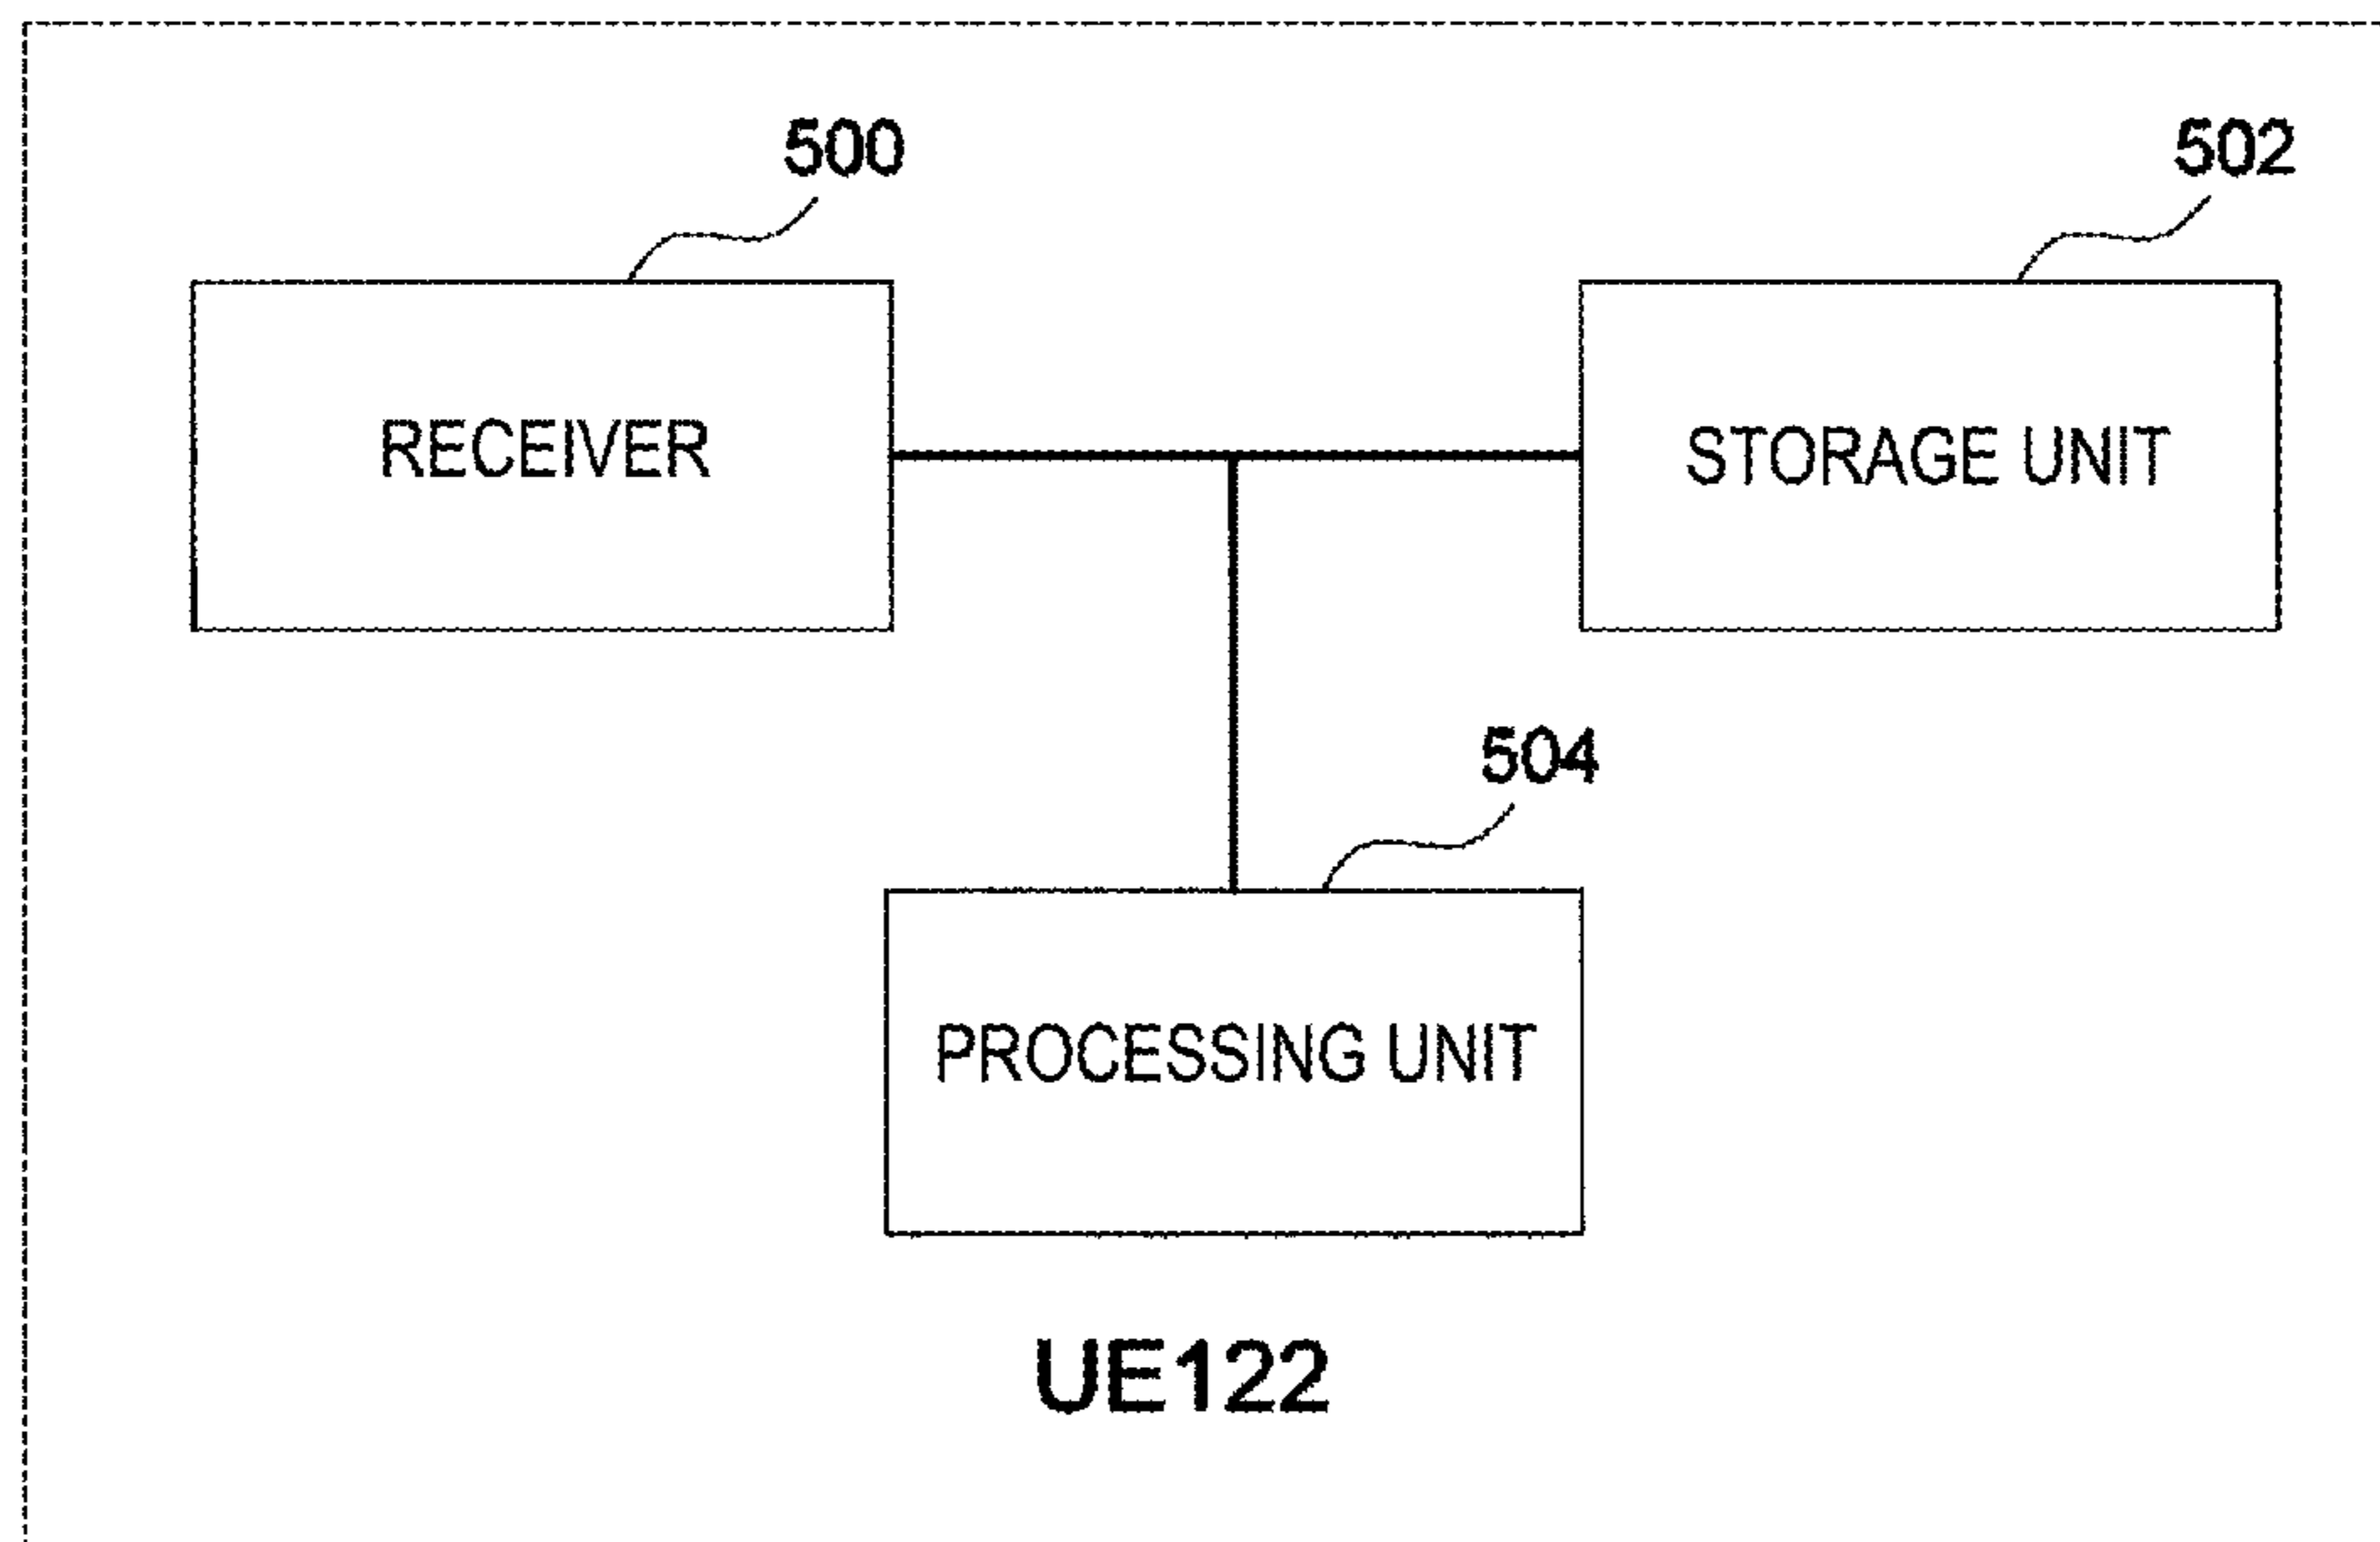 500
502
RECEIVER
STORAGE UNIT
504
PROCESSING UNIT
UE122